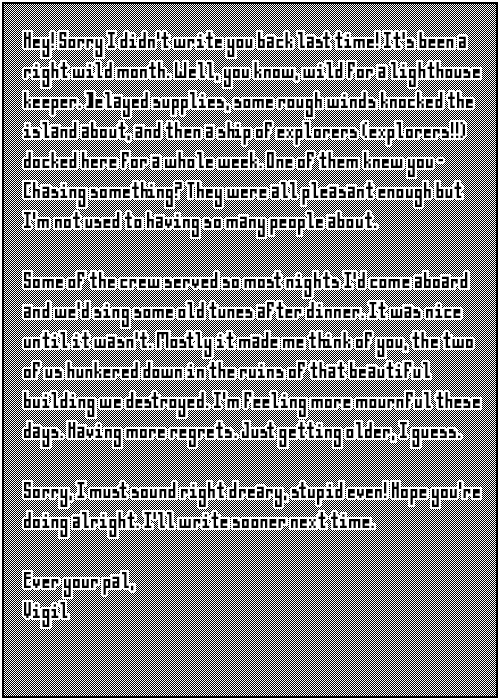 Hey! Sorry I didn't write you back last time! It's been a
right wild month. Well, you know, wild for a lighthouse
keeper. Delayed supplies, some rough winds knocked the
island about, and then a ship of explorers (explorers!!)
docked here for a whole week. One of them knew you -
Chasing something? They were all pleasant enough but
I'm not used to having so many people about.

Some of the crew served so most nights I'd come aboard
and we'd sing some old tunes after dinner. It was nice
until it wasn't. Mostly it made me think of you, the two
of us hunkered down in the ruins of that beautiful
building we destroyed. I'm feeling more mournful these
days. Having more regrets. Just getting older, I guess.

Sorry, I must sound right dreary, stupid even! Hope you're
doing alright. I'll write sooner next time.

Ever your pal,
Vigil